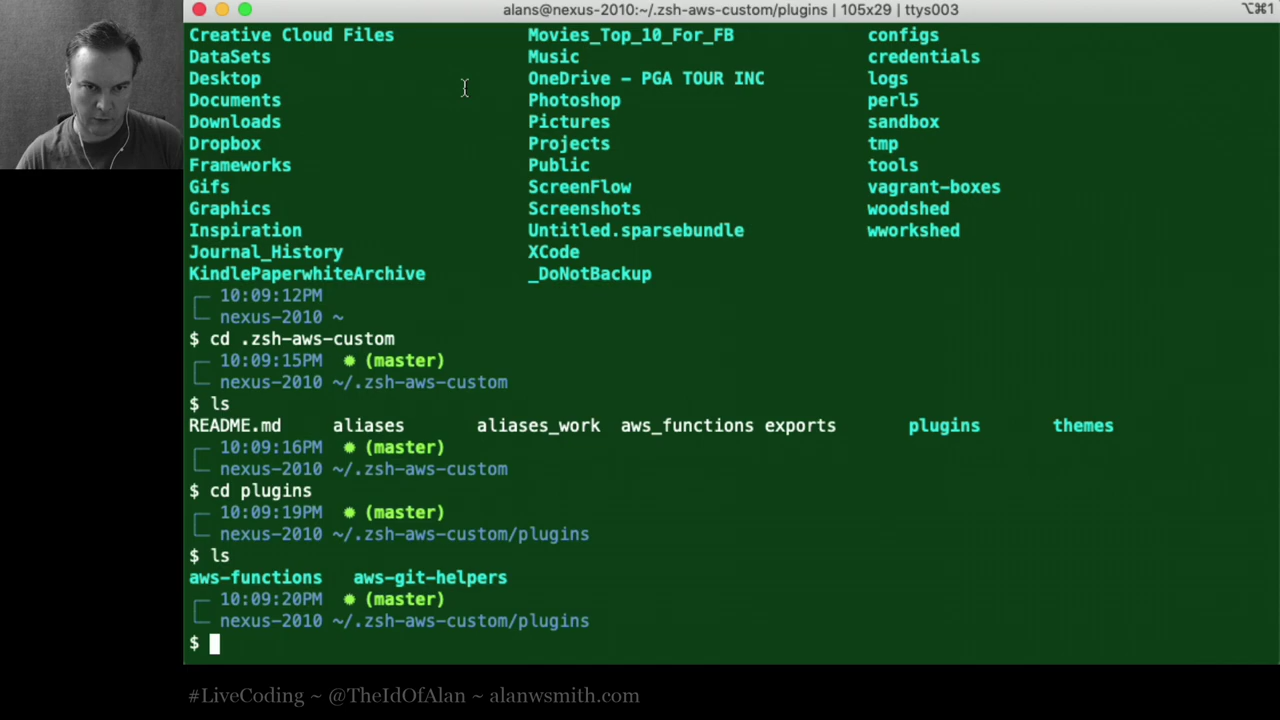 alans@nexus-2010:~/.zsh-aws-custom/plugins | 105x29 | ttys003 ⌥⌘1
Creative Cloud Files Movies_Top_10_For_FB configs
DataSets Music credentials
Desktop OneDrive - PGA TOUR INC logs
Documents Photoshop perl5
Downloads Pictures sandbox
Dropbox Projects tmp
Frameworks Public tools
Gifs ScreenFlow vagrant-boxes
Graphics Screenshots woodshed
Inspiration Untitled.sparsebundle wworkshed
Journal_History XCode
KindlePaperwhiteArchive _DoNotBackup
10:09:12PM
nexus-2010 ~
$ cd .zsh-aws-custom
10:09:15PM ✹ (master)
nexus-2010 ~/.zsh-aws-custom
$ ls
README.md aliases aliases_work aws_functions exports plugins themes
10:09:16PM ✹ (master)
nexus-2010 ~/.zsh-aws-custom
$ cd plugins
10:09:19PM ✹ (master)
nexus-2010 ~/.zsh-aws-custom/plugins
$ ls
aws-functions aws-git-helpers
10:09:20PM ✹ (master)
nexus-2010 ~/.zsh-aws-custom/plugins
$
#LiveCoding ~ @TheIdOfAlan ~ alanwsmith.com